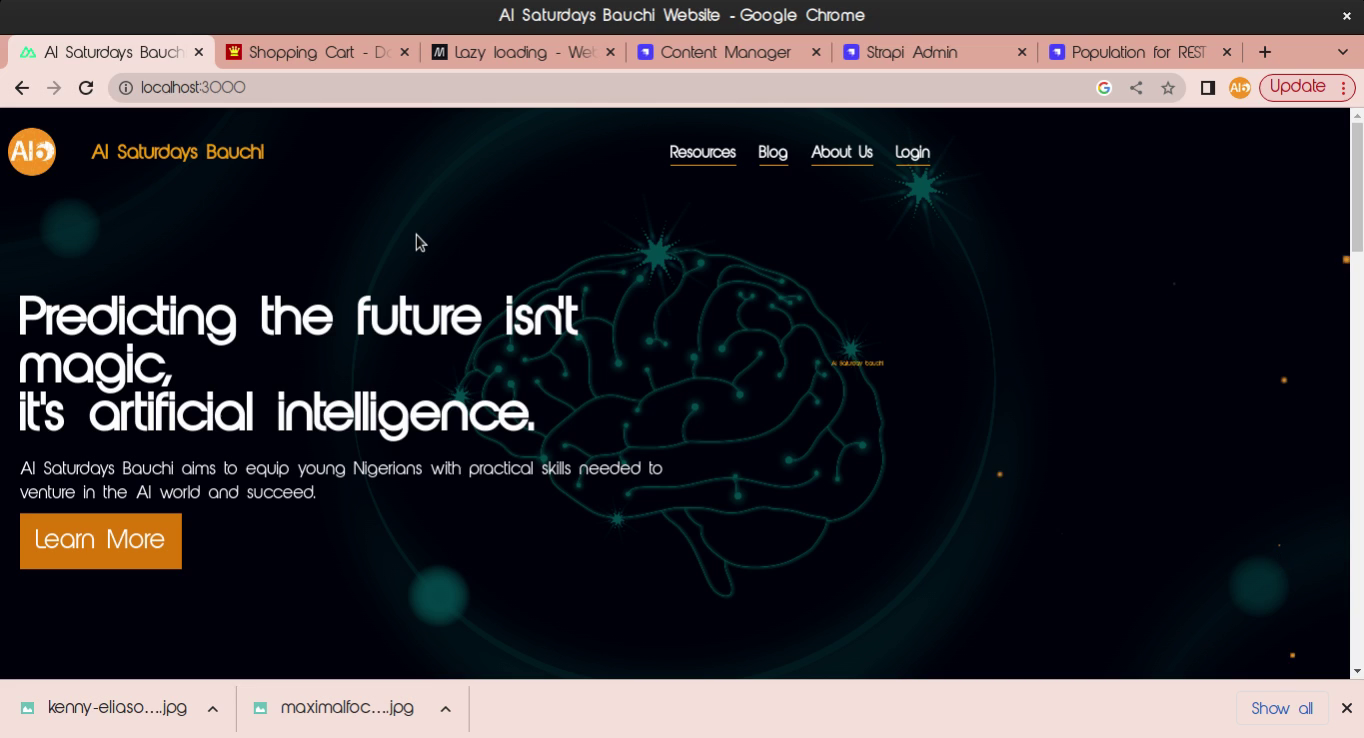 AI Saturdays Bauchi Website - Google Chrome
AI Saturdays Bauch
Shopping Cart - Do
Lazy loading - Web
Content Manager
Strapi Admin
Population for REST
localhost:3000
AI6
Update
AI6
AI Saturdays Bauchi
Resources Blog About Us Login
Predicting the future isn't
magic,
it's artificial intelligence.
AI Saturday Bauchi
AI Saturdays Bauchi aims to equip young Nigerians with practical skills needed to
venture in the AI world and succeed.
Learn More
kenny-eliaso....jpg
maximalfoc....jpg
Show all